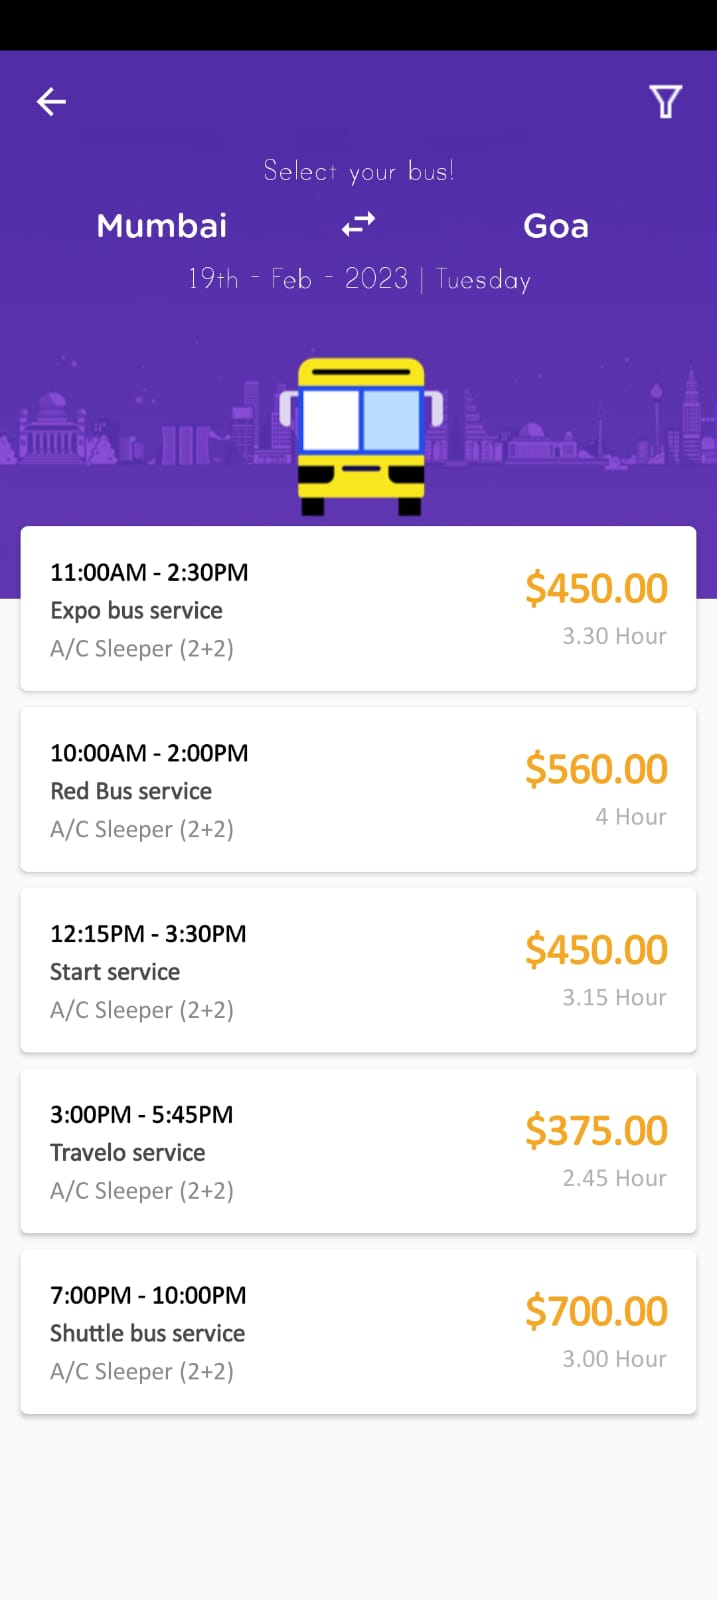 Select your bus!
Mumbai Goa
19th - Feb - 2023 | Tuesday
11:00AM - 2:30PM
$450.00
Expo bus service
3.30 Hour
A/C Sleeper (2+2)
10:00AM - 2:00PM
$560.00
Red Bus service
4 Hour
A/C Sleeper (2+2)
12:15PM - 3:30PM
$450.00
Start service
3.15 Hour
A/C Sleeper (2+2)
3:00PM - 5:45PM
$375.00
Travelo service
2.45 Hour
A/C Sleeper (2+2)
7:00PM - 10:00PM
$700.00
Shuttle bus service
3.00 Hour
A/C Sleeper (2+2)